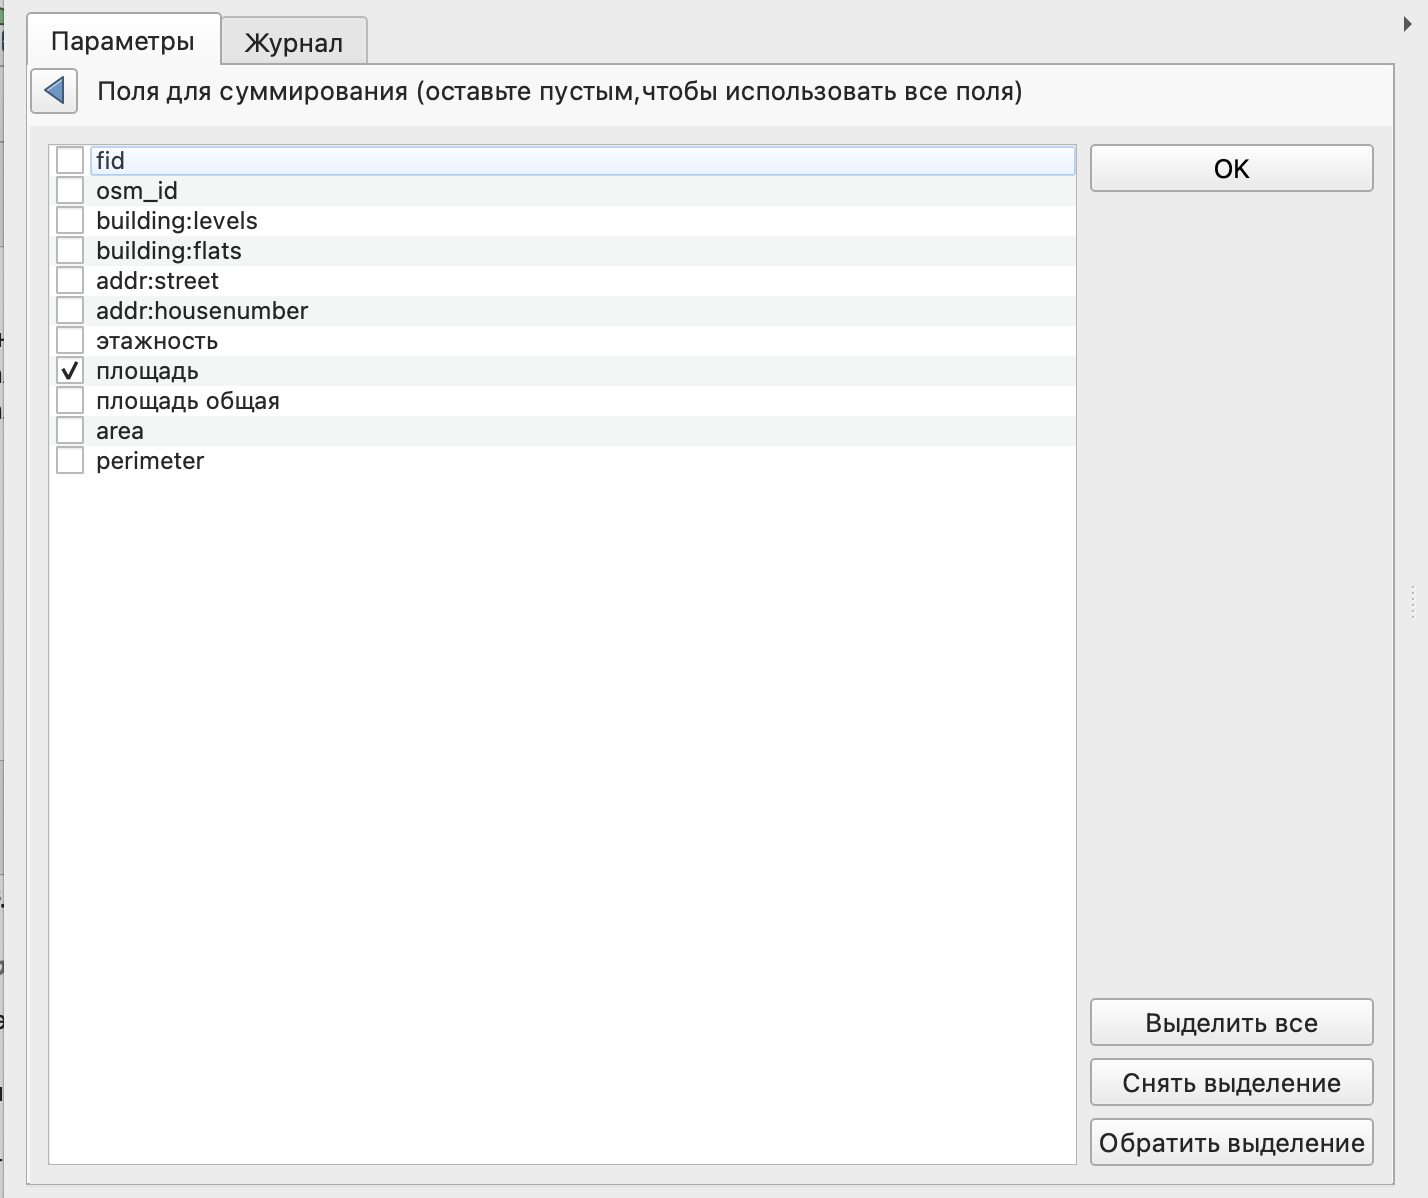 Параметры
Журнал
Поля для суммирования (оставьте пустым,чтобы использовать все поля)
fid
osm_id
building:levels
building:flats
addr:street
addr:housenumber
этажность
площадь
площадь общая
area
perimeter
OK
Выделить все
Снять выделение
Обратить выделение